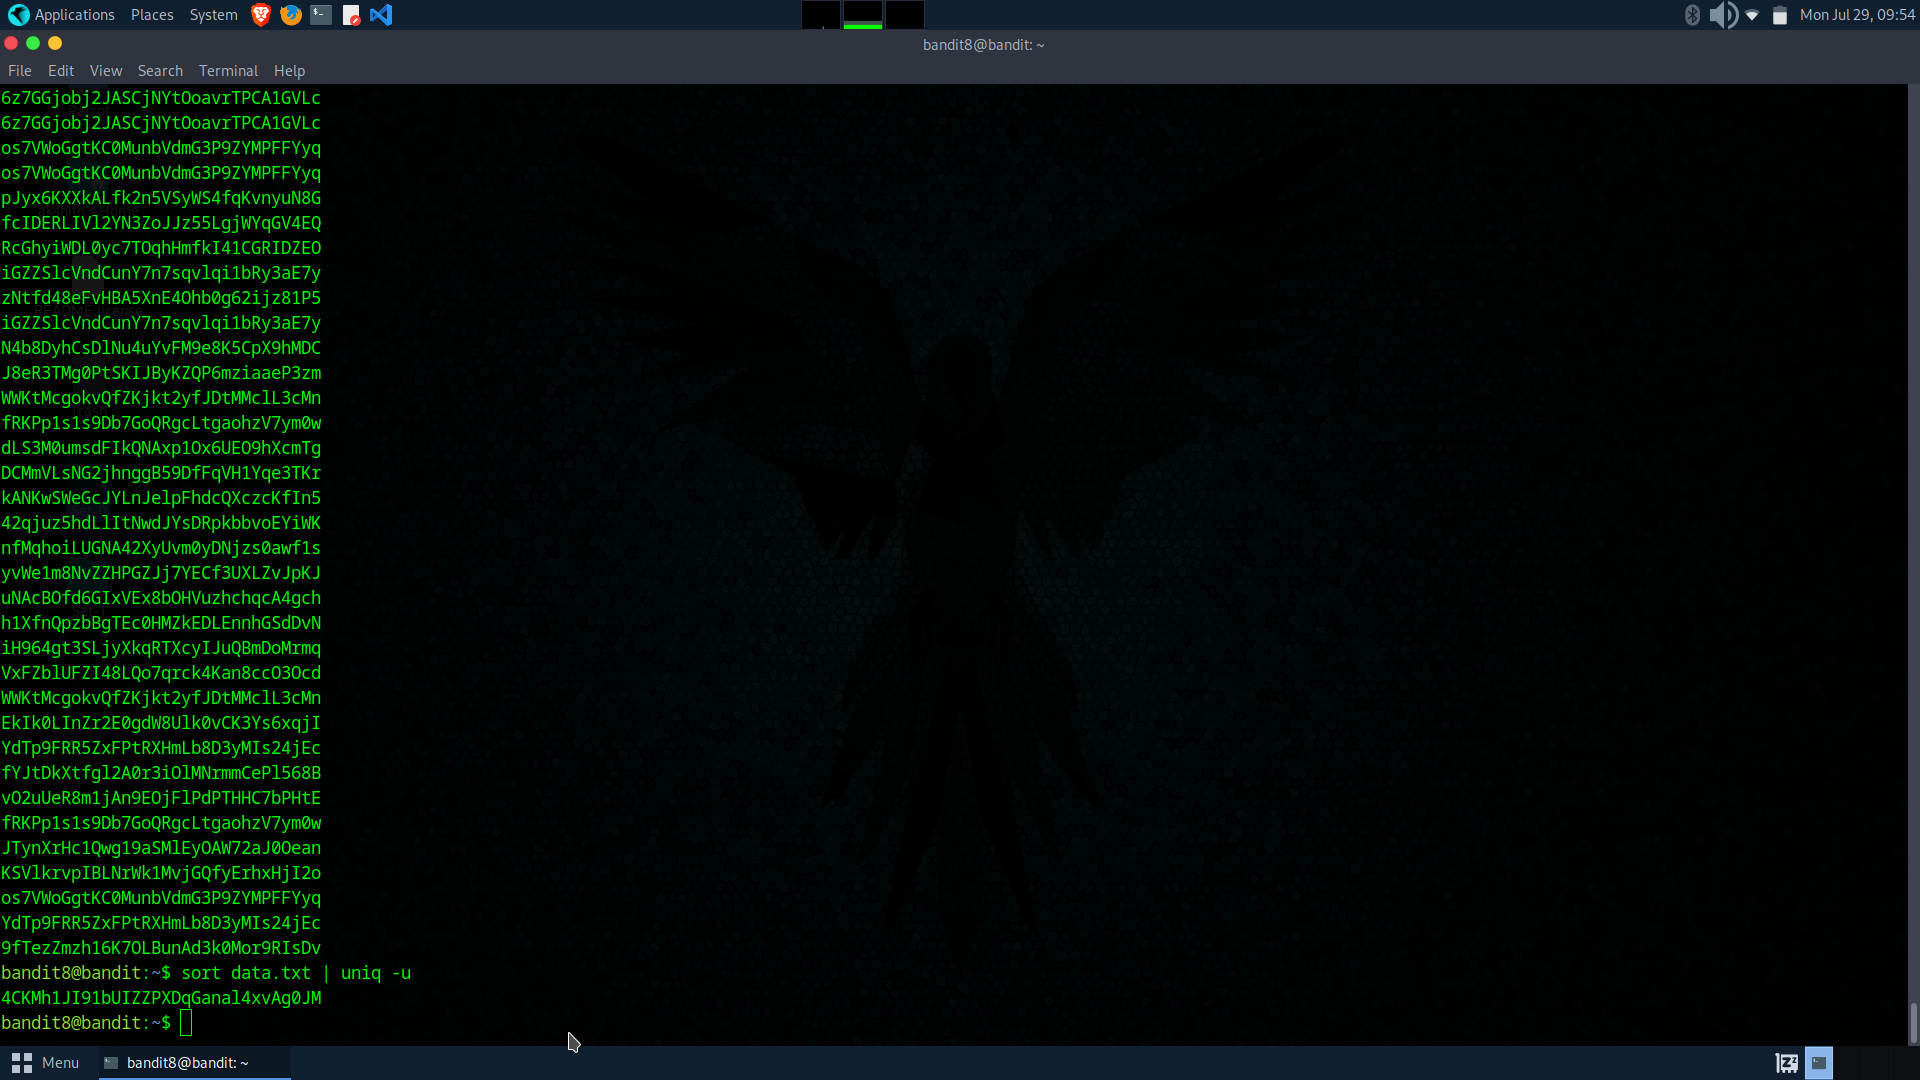 Applications Places System
Mon Jul 29, 09:54
bandit8@bandit: ~
File Edit View Search Terminal Help
6z7GGjobj2JASCjNYtOoavrTPCA1GVLc
6z7GGjobj2JASCjNYtOoavrTPCA1GVLc
os7VWoGgtKC0MunbVdmG3P9ZYMPFFYyq
os7VWoGgtKC0MunbVdmG3P9ZYMPFFYyq
pJyx6KXXkALfk2n5VSyWS4fqKvnyuN8G
fcIDERLIVl2YN3ZoJJz55LgjWYqGV4EQ
RcGhyiWDL0yc7TOqhHmfkI41CGRIDZEO
iGZZSlcVndCunY7n7sqvlqi1bRy3aE7y
zNtfd48eFvHBA5XnE4Ohb0g62ijz81P5
iGZZSlcVndCunY7n7sqvlqi1bRy3aE7y
N4b8DyhCsDlNu4uYvFM9e8K5CpX9hMDC
J8eR3TMg0PtSKIJByKZQP6mziaaeP3zm
WWKtMcgokvQfZKjkt2yfJDtMMclL3cMn
fRKPp1s1s9Db7GoQRgcLtgaohzV7ym0w
dLS3M0umsdFIkQNAxp1Ox6UEO9hXcmTg
DCMmVLsNG2jhnggB59DfFqVH1Yqe3TKr
kANKwSWeGcJYLnJelpFhdcQXczcKfIn5
42qjuz5hdLlItNwdJYsDRpkbbvoEYiWK
nfMqhoiLUGNA42XyUvm0yDNjzs0awf1s
yvWe1m8NvZZHPGZJj7YECf3UXLZvJpKJ
uNAcBOfd6GIxVEx8bOHVuzhchqcA4gch
h1XfnQpzbBgTEc0HMZkEDLEnnhGSdDvN
iH964gt3SLjyXkqRTXcyIJuQBmDoMrmq
VxFZblUFZI48LQo7qrck4Kan8ccO3Ocd
WWKtMcgokvQfZKjkt2yfJDtMMclL3cMn
EkIk0LInZr2E0gdW8Ulk0vCK3Ys6xqjI
YdTp9FRR5ZxFPtRXHmLb8D3yMIs24jEc
fYJtDkXtfgl2A0r3iOlMNrmmCePl568B
vO2uUeR8m1jAn9EOjFlPdPTHHC7bPHtE
fRKPp1s1s9Db7GoQRgcLtgaohzV7ym0w
JTynXrHc1Qwg19aSMlEyOAW72aJ0Oean
KSVlkrvpIBLNrWk1MvjGQfyErhxHjI2o
os7VWoGgtKC0MunbVdmG3P9ZYMPFFYyq
YdTp9FRR5ZxFPtRXHmLb8D3yMIs24jEc
9fTezZmzh16K7OLBunAd3k0Mor9RIsDv
bandit8@bandit:~$ sort data.txt | uniq -u
4CKMh1JI91bUIZZPXDqGanal4xvAg0JM
bandit8@bandit:~$
Menu bandit8@bandit: ~